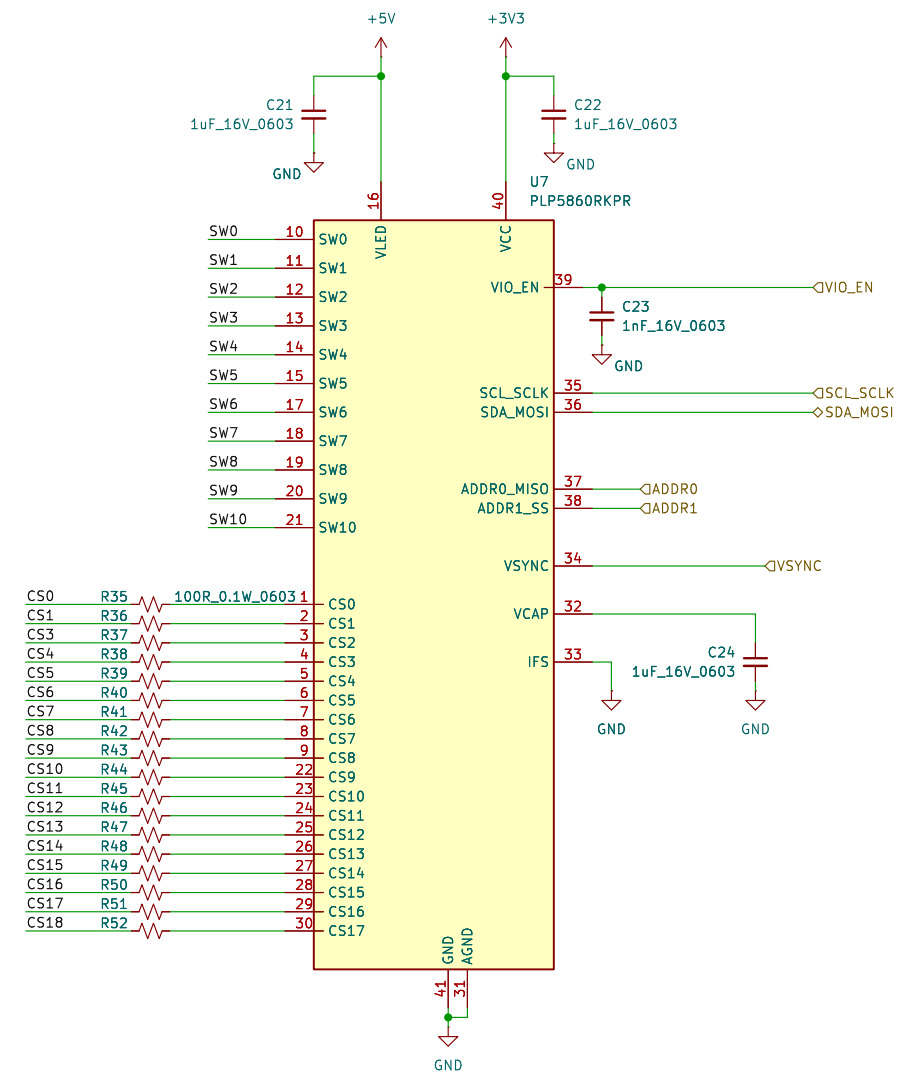 +5V
+3V3
C21
1uF_16V_0603
GND
C22
1uF_16V_0603
GND
U7
PLP5860RKPR
16
VLED
40
VCC
SW0 10 SW0
SW1 11 SW1
SW2 12 SW2
SW3 13 SW3
SW4 14 SW4
SW5 15 SW5
SW6 17 SW6
SW7 18 SW7
SW8 19 SW8
SW9 20 SW9
SW10 21 SW10
VIO_EN 39 VIO_EN
C23
1nF_16V_0603
GND
SCL_SCLK 35 SCL_SCLK
SDA_MOSI 36 SDA_MOSI
ADDR0_MISO 37 ADDR0
ADDR1_SS 38 ADDR1
VSYNC 34 VSYNC
VCAP 32
C24
1uF_16V_0603
GND
IFS 33
GND
CS0 R35 100R_0.1W_0603 1 CS0
CS1 R36 2 CS1
CS3 R37 3 CS2
CS4 R38 4 CS3
CS5 R39 5 CS4
CS6 R40 6 CS5
CS7 R41 7 CS6
CS8 R42 8 CS7
CS9 R43 9 CS8
CS10 R44 22 CS9
CS11 R45 23 CS10
CS12 R46 24 CS11
CS13 R47 25 CS12
CS14 R48 26 CS13
CS15 R49 27 CS14
CS16 R50 28 CS15
CS17 R51 29 CS16
CS18 R52 30 CS17
GND
41
AGND
31
GND